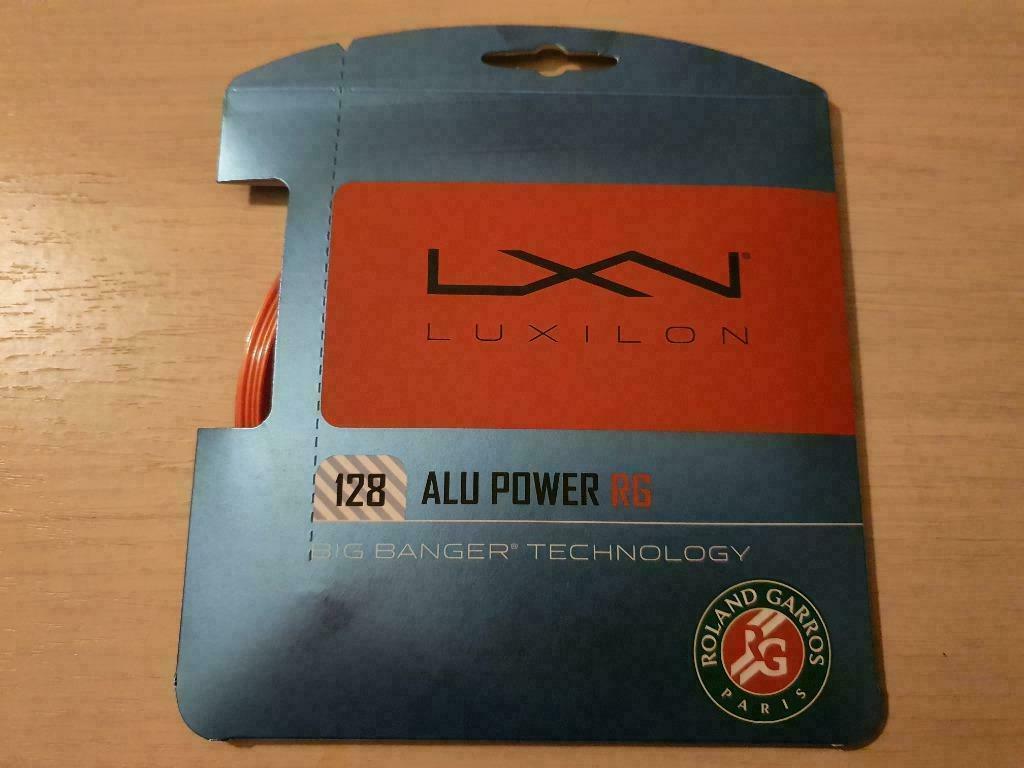 LXN®
LUXILON
128 ALU POWER RG
BIG BANGER® TECHNOLOGY
ROLAND GARROS
RG
PARIS